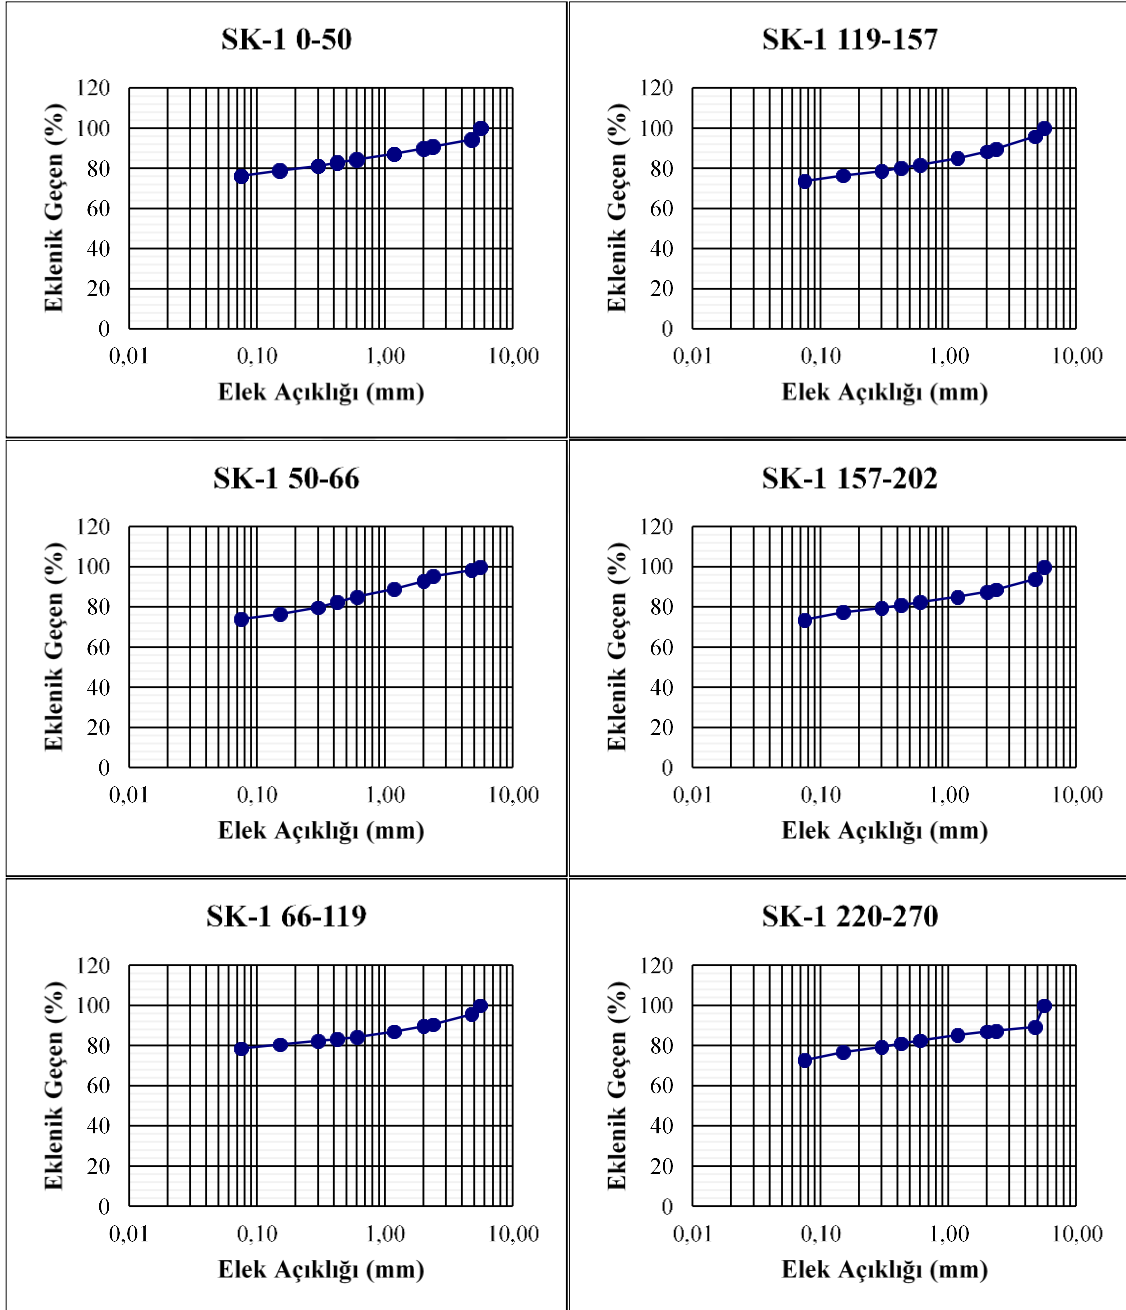 SK-1 0-50
Eklenik Geçen (%)
120
100
80
60
40
20
0
0,01 0,10 1,00 10,00
Elek Açıklığı (mm)
SK-1 119-157
Eklenik Geçen (%)
120
100
80
60
40
20
0
0,01 0,10 1,00 10,00
Elek Açıklığı (mm)
SK-1 50-66
Eklenik Geçen (%)
120
100
80
60
40
20
0
0,01 0,10 1,00 10,00
Elek Açıklığı (mm)
SK-1 157-202
Eklenik Geçen (%)
120
100
80
60
40
20
0
0,01 0,10 1,00 10,00
Elek Açıklığı (mm)
SK-1 66-119
Eklenik Geçen (%)
120
100
80
60
40
20
0
0,01 0,10 1,00 10,00
Elek Açıklığı (mm)
SK-1 220-270
Eklenik Geçen (%)
120
100
80
60
40
20
0
0,01 0,10 1,00 10,00
Elek Açıklığı (mm)